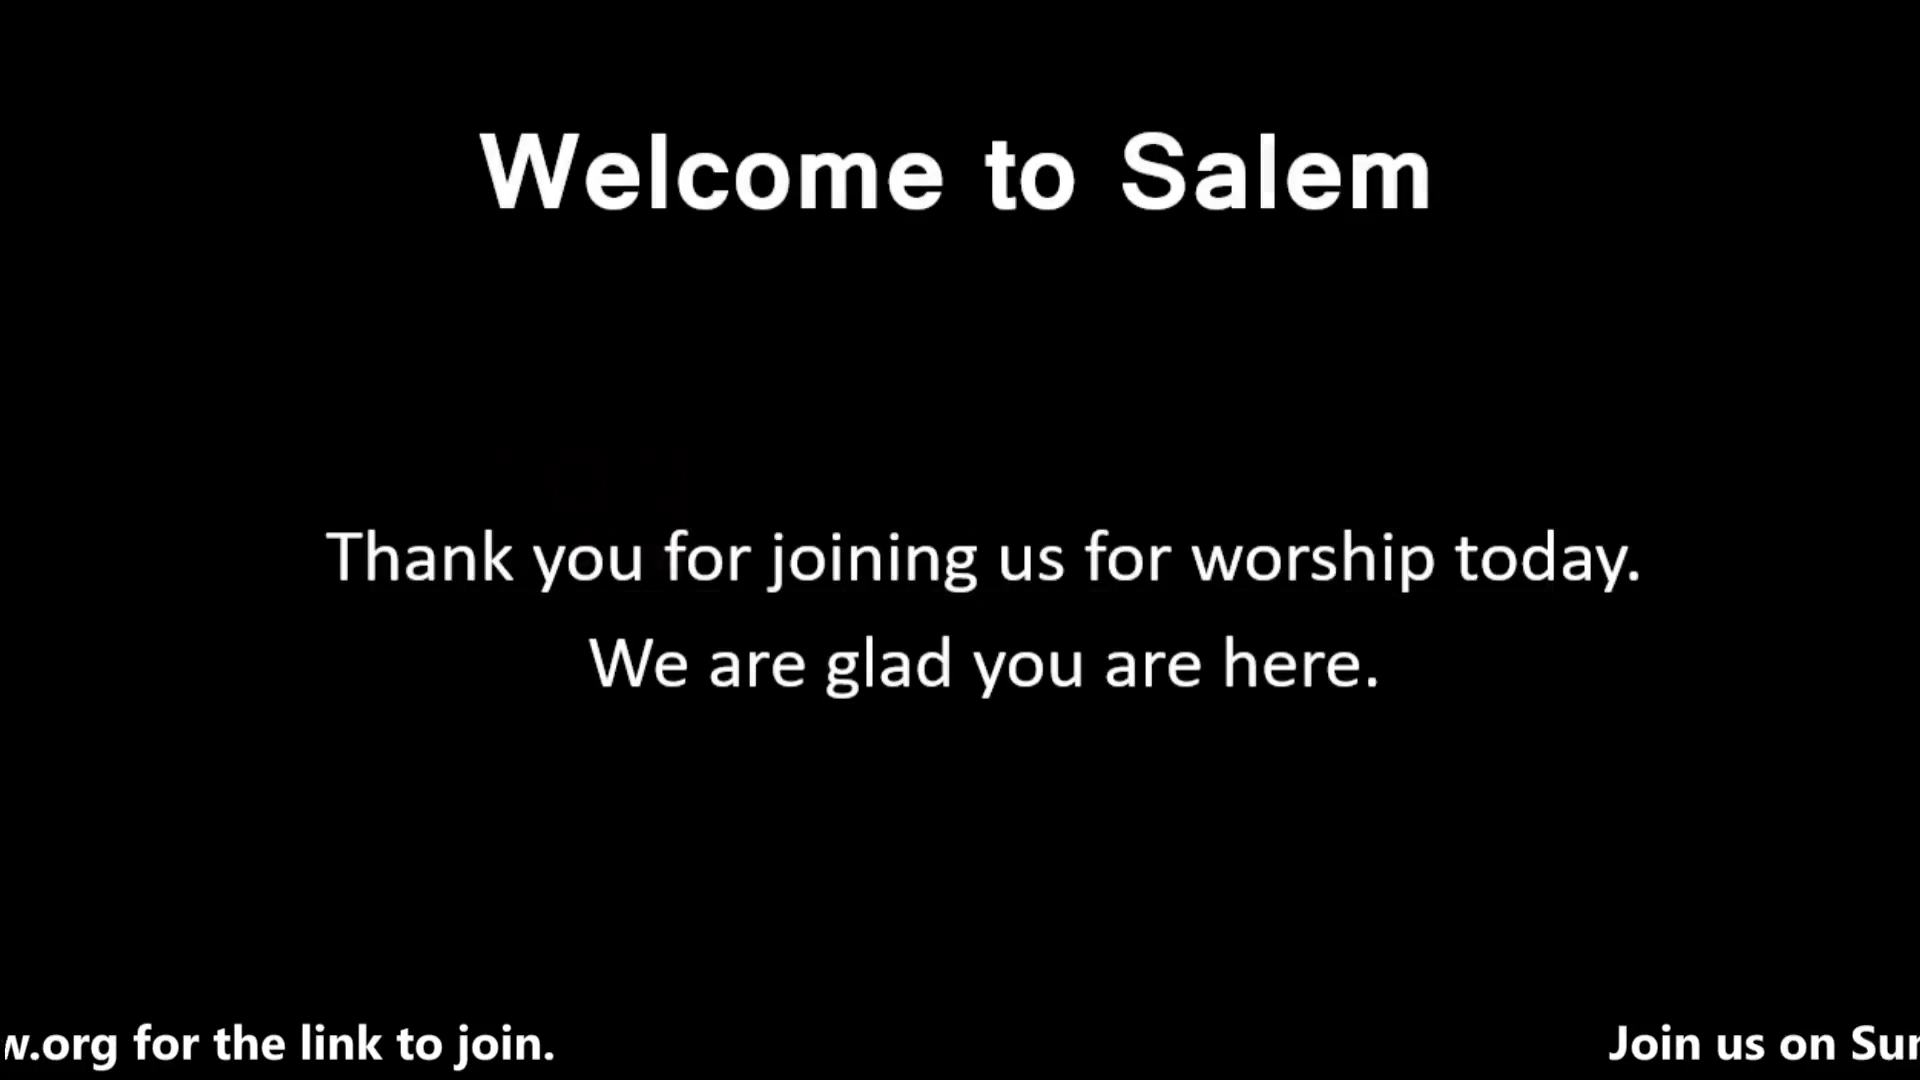 Welcome to Salem
Thank you for joining us for worship today.
We are glad you are here.
.org for the link to join. Join us on